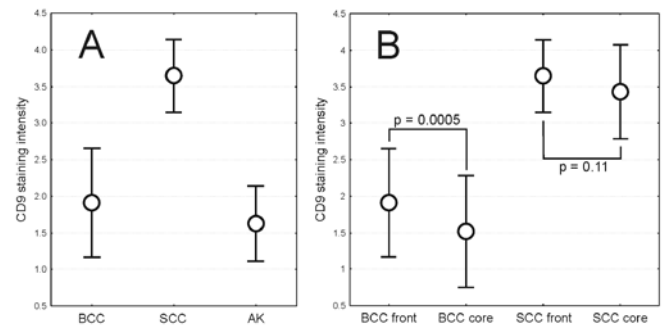 A
CD9 staining intensity
4.5
4.0
3.5
3.0
2.5
2.0
1.5
1.0
0.5
BCC SCC AK
B
CD9 staining intensity
4.5
4
3.5
3
2.5
2
1.5
1
0.5
p = 0.0005
p = 0.11
BCC front BCC core SCC front SCC core